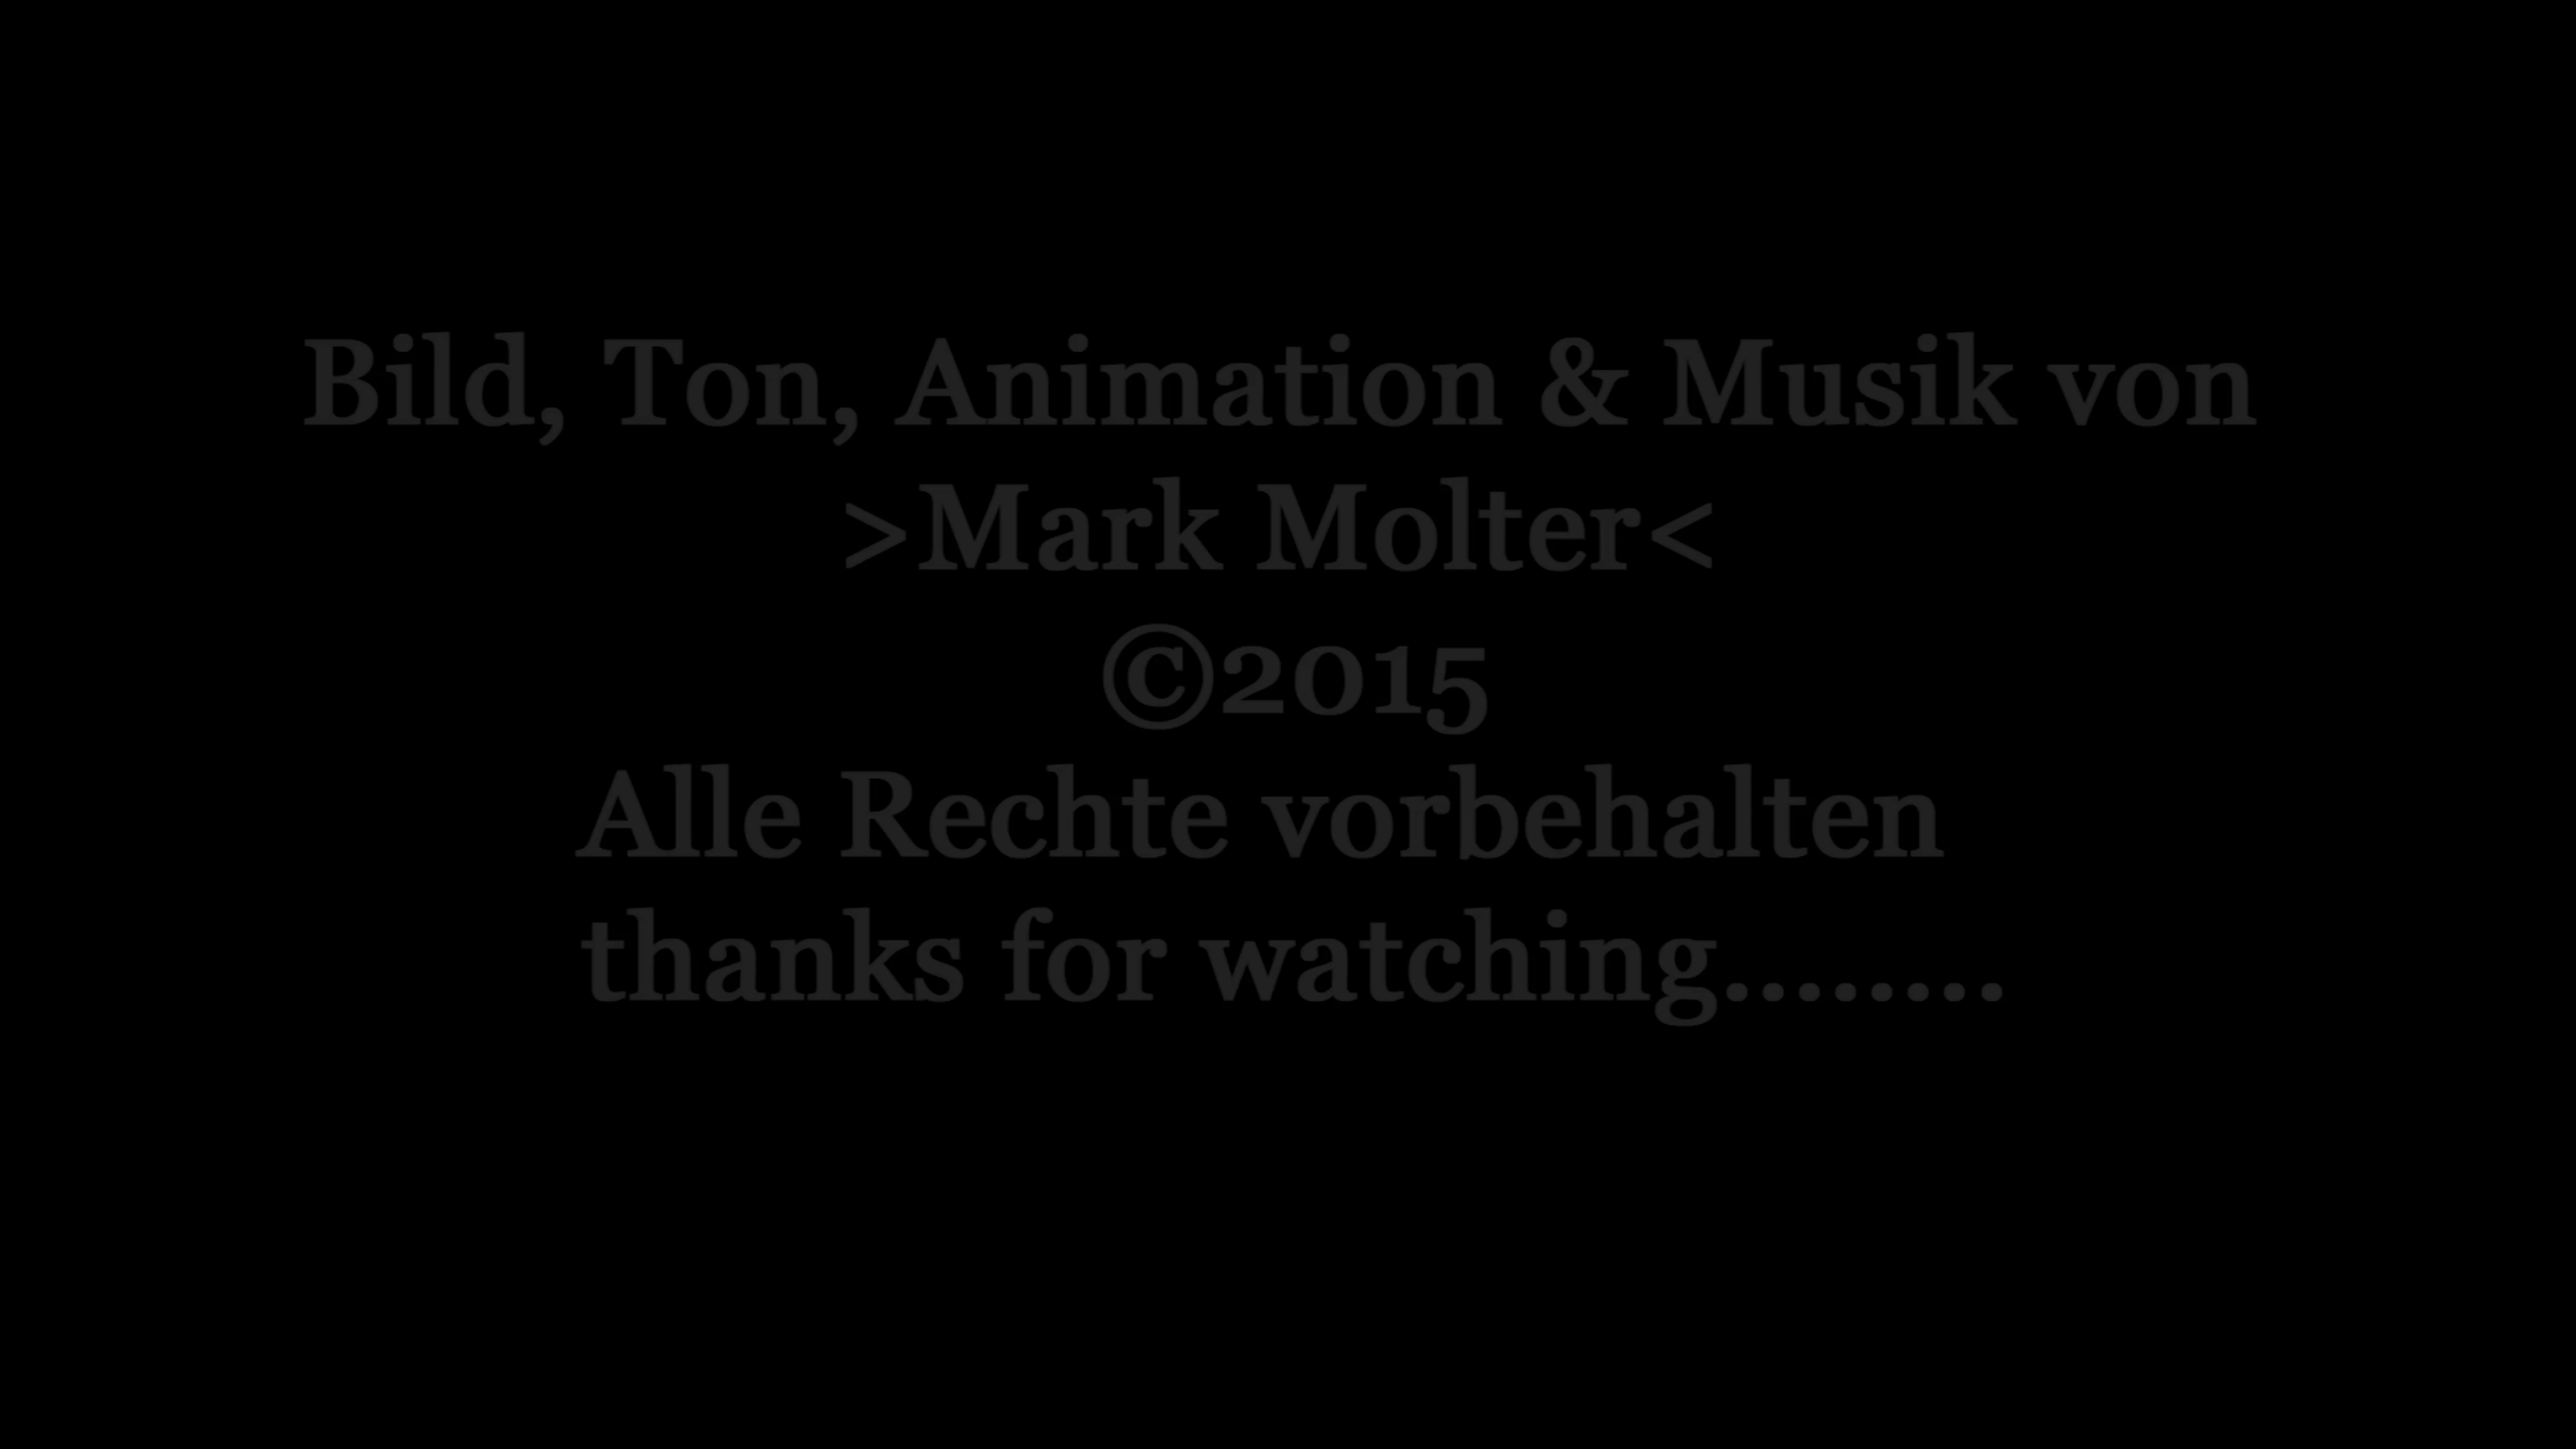 Bild, Ton, Animation & Musik von
>Mark Molter<
©2015
Alle Rechte vorbehalten
thanks for watching........